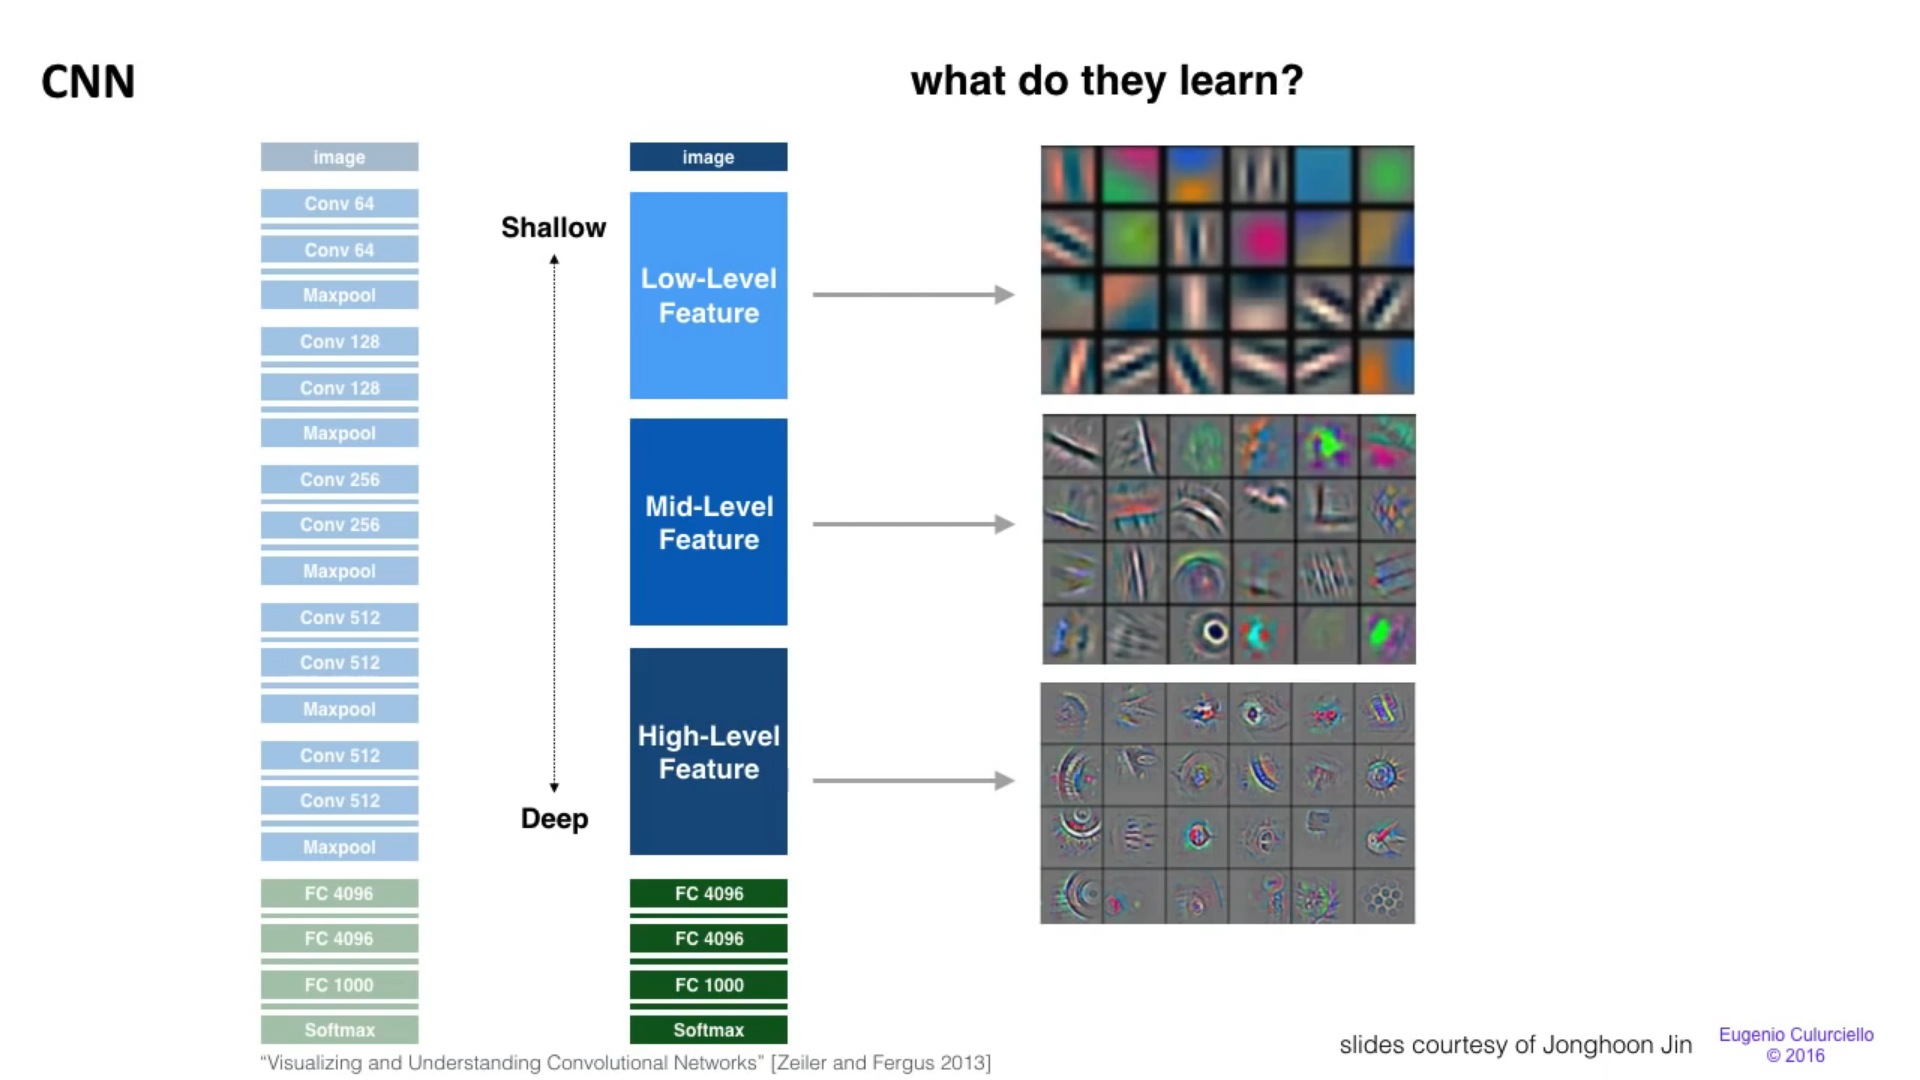 CNN
what do they learn?
image
Conv 64
Conv 64
Maxpool
Conv 128
Conv 128
Maxpool
Conv 256
Conv 256
Maxpool
Conv 512
Conv 512
Maxpool
Conv 512
Conv 512
Maxpool
FC 4096
FC 4096
FC 1000
Softmax
Shallow
Deep
image
Low-Level
Feature
Mid-Level
Feature
High-Level
Feature
FC 4096
FC 4096
FC 1000
Softmax
“Visualizing and Understanding Convolutional Networks” [Zeiler and Fergus 2013]
slides courtesy of Jonghoon Jin
Eugenio Culurciello
© 2016